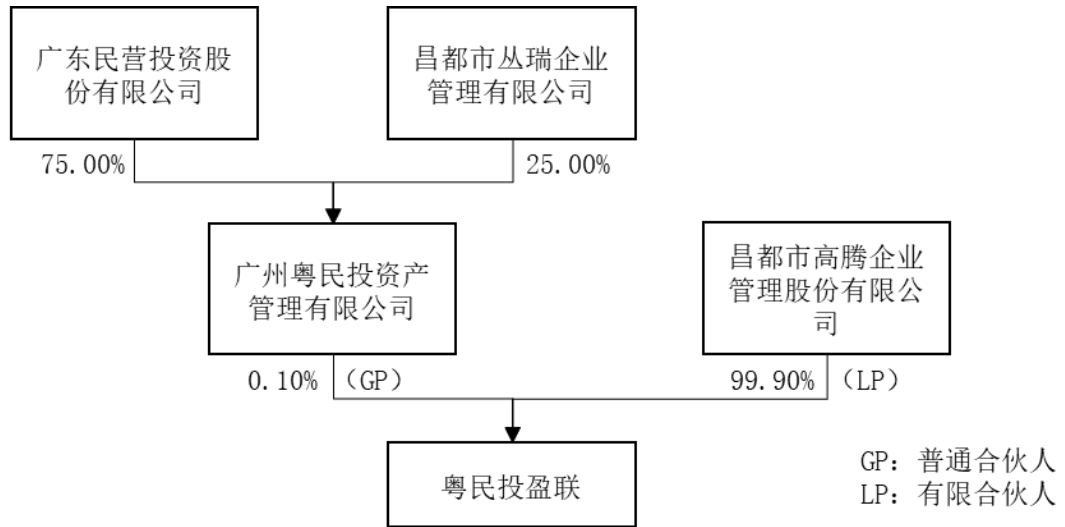 广东民营投资股
份有限公司
昌都市丛瑞企业
管理有限公司
75.00%
25.00%
广州粤民投资产
管理有限公司
昌都市高腾企业
管理股份有限公
司
0.10%（GP）
99.90%（LP）
粤民投盈联
GP：普通合伙人
LP：有限合伙人